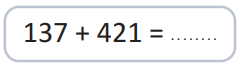 137 + 421 = ........